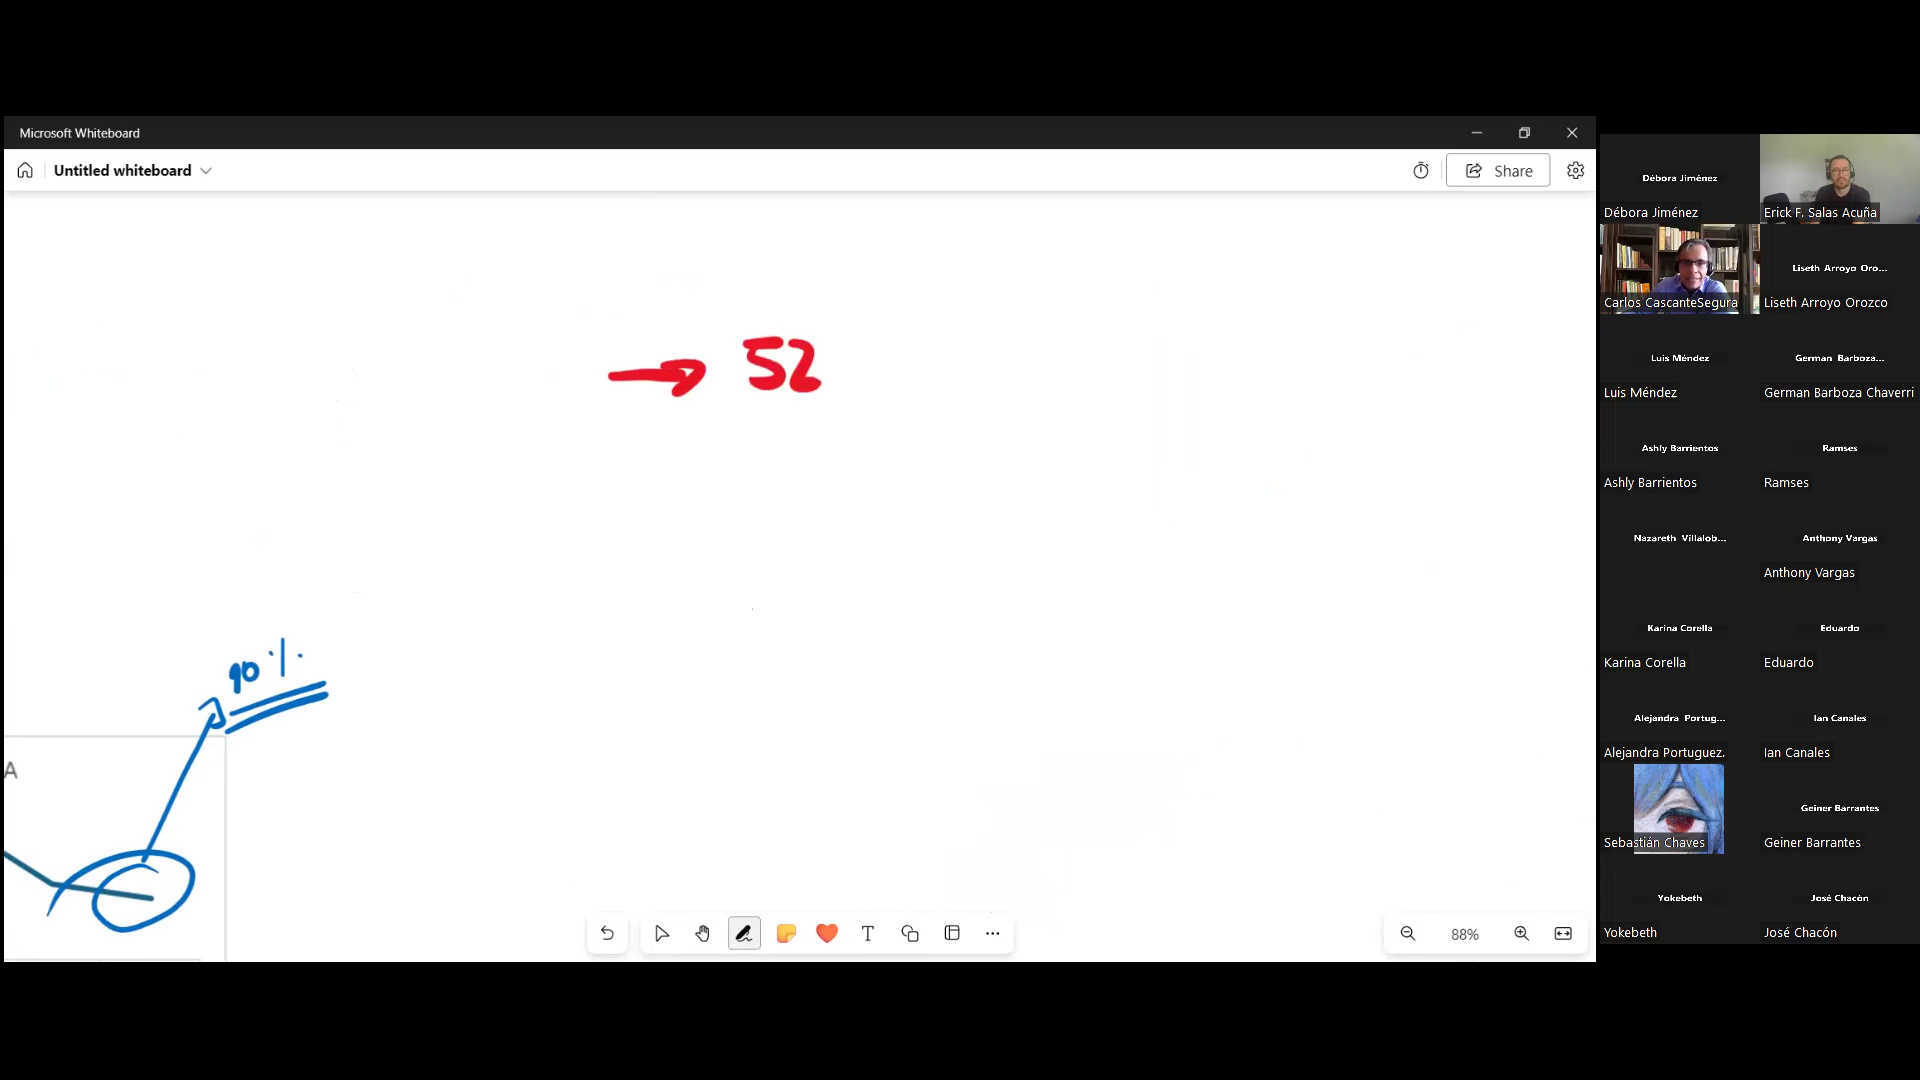 Microsoft Whiteboard
Untitled whiteboard
Share
52
90%
A
88%
Débora Jiménez
Débora Jiménez
Erick F. Salas Acuña
Carlos CascanteSegura
Liseth Arroyo Oro...
Liseth Arroyo Orozco
Luis Méndez
Luis Méndez
German Barboza...
German Barboza Chaverri
Ashly Barrientos
Ashly Barrientos
Ramses
Ramses
Nazareth Villalob...
Anthony Vargas
Anthony Vargas
Karina Corella
Karina Corella
Eduardo
Eduardo
Alejandra Portug...
Alejandra Portuguez.
Ian Canales
Ian Canales
Sebastián Chaves
Geiner Barrantes
Geiner Barrantes
Yokebeth
Yokebeth
José Chacón
José Chacón